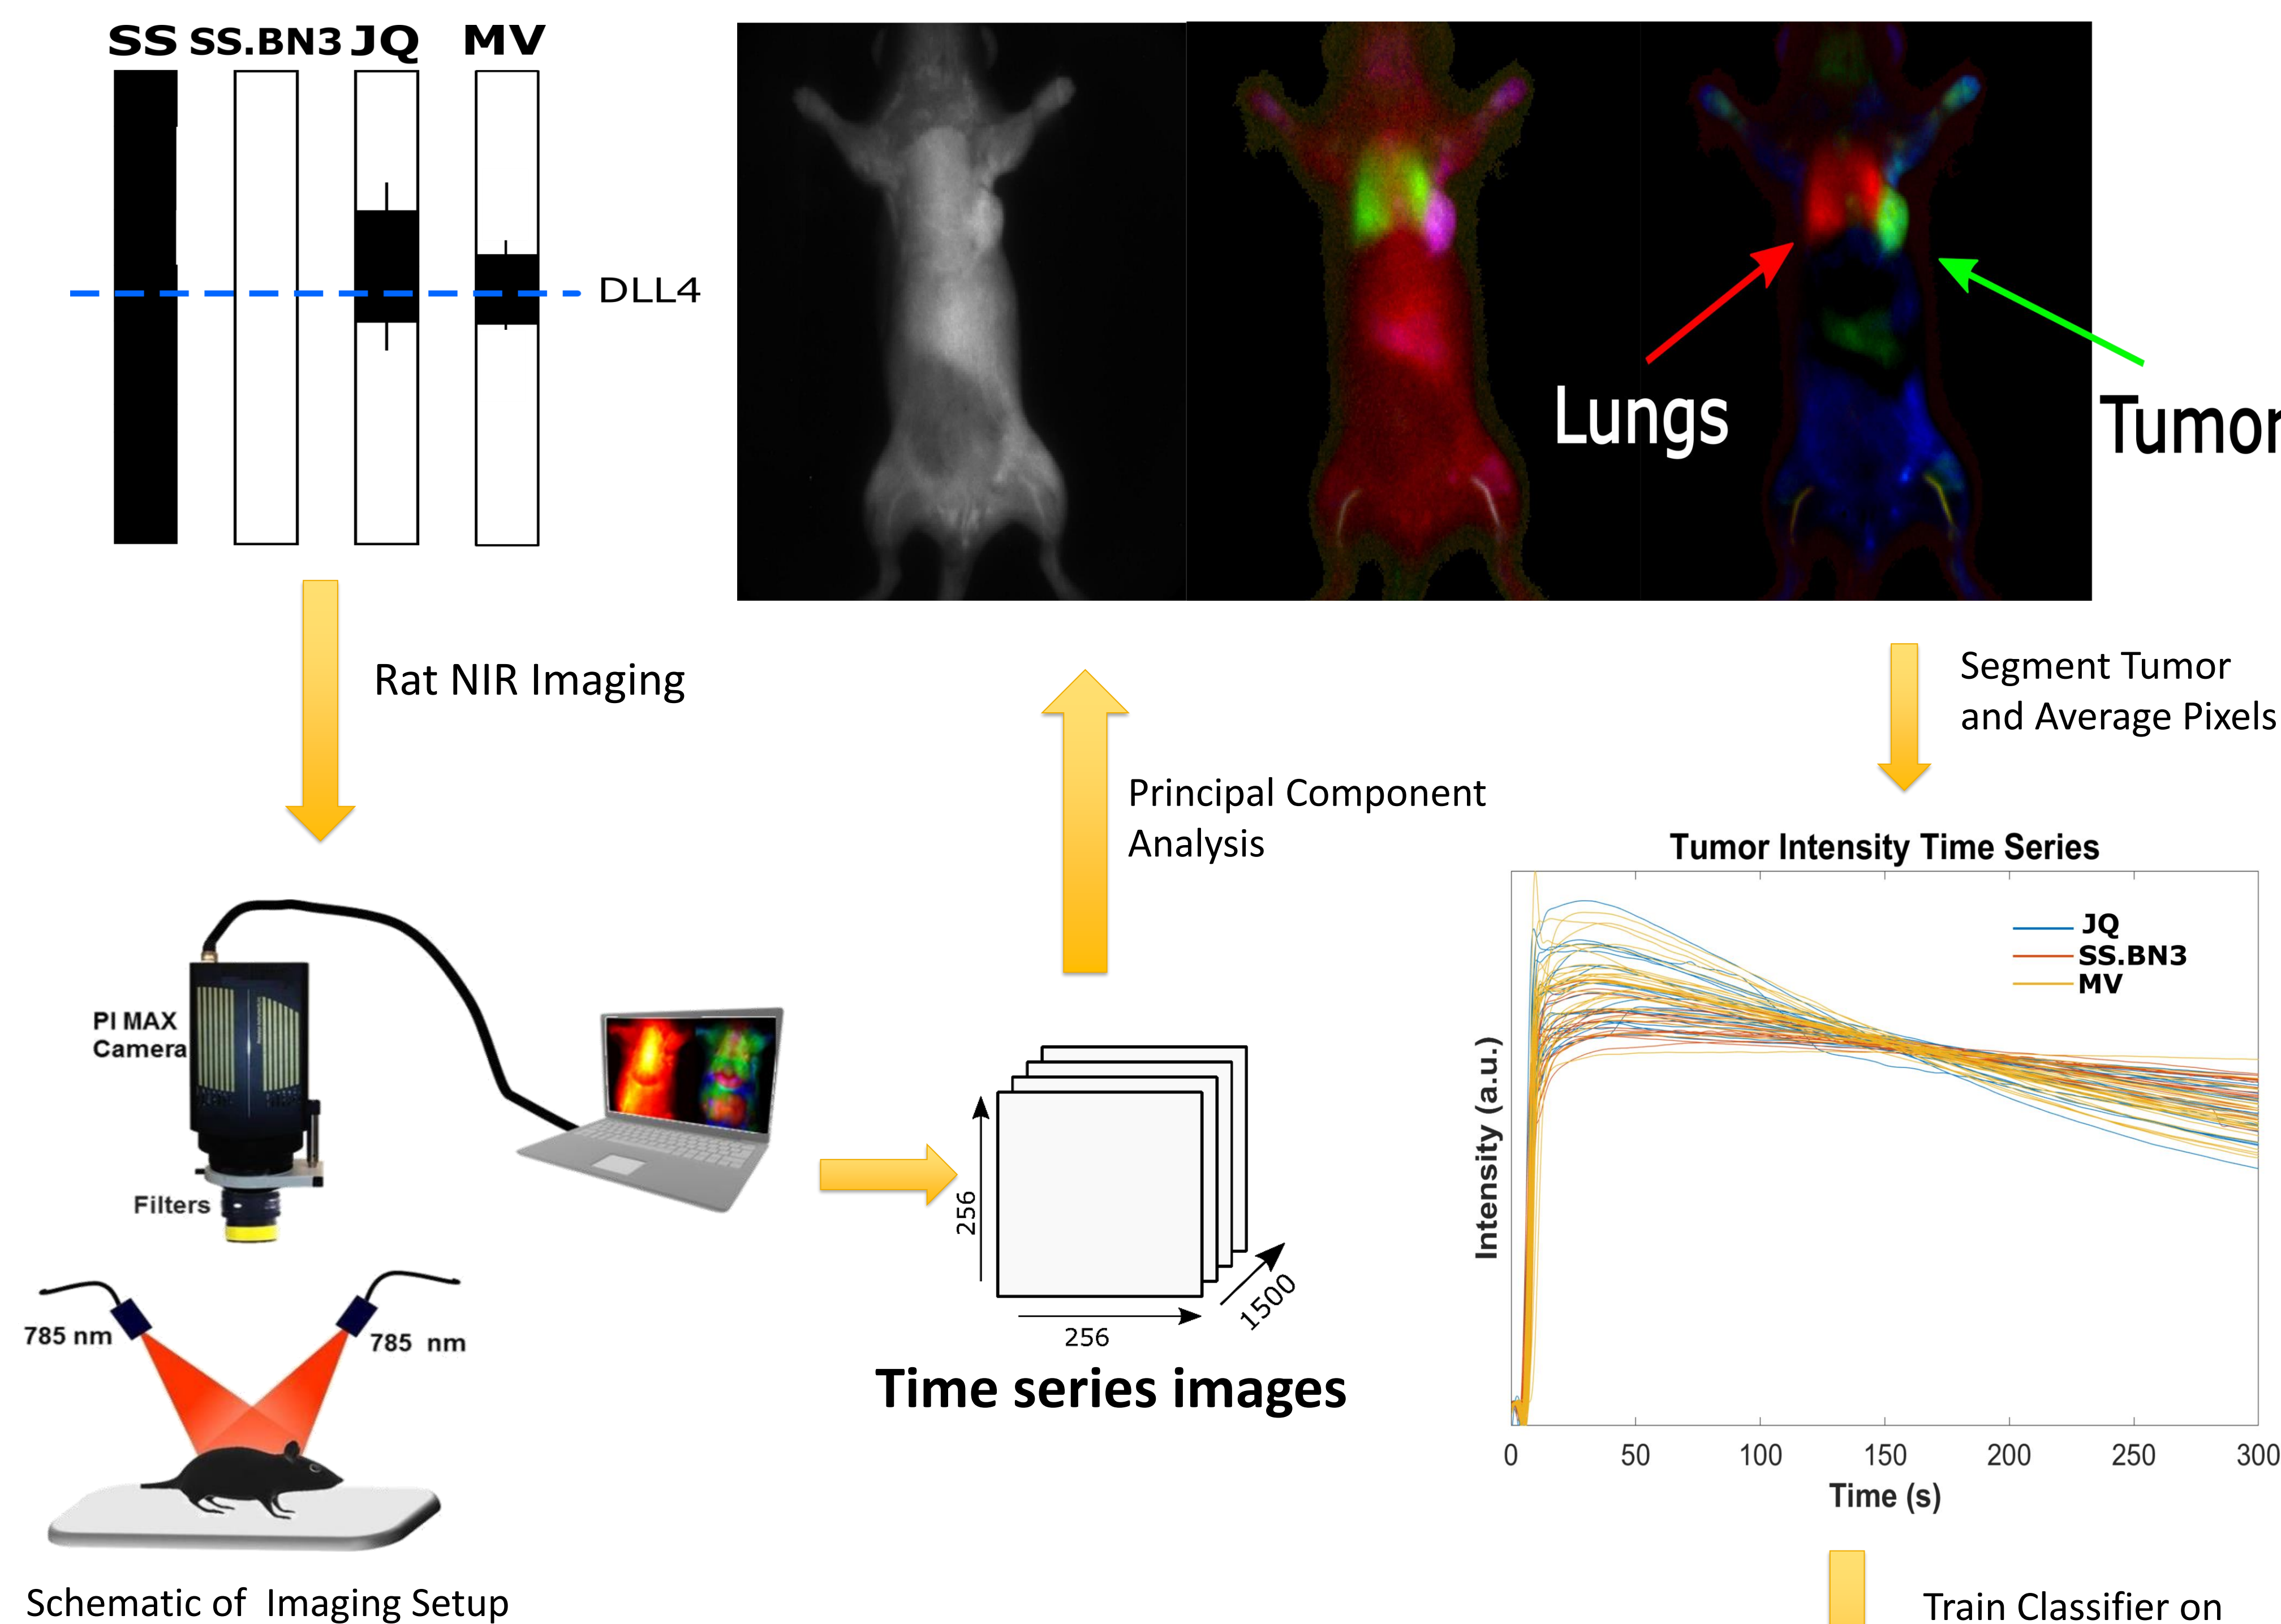 SS SS.BN3 JQ MV
DLL4
Lungs
Tumor
Rat NIR Imaging
Segment Tumor
and Average Pixels
Principal Component
Analysis
PI MAX
Camera
Filters
785 nm
785 nm
Schematic of Imaging Setup
256
256
1500
Time series images
Tumor Intensity Time Series
JQ
SS.BN3
MV
Intensity (a.u.)
0 50 100 150 200 250 300
Time (s)
Train Classifier on